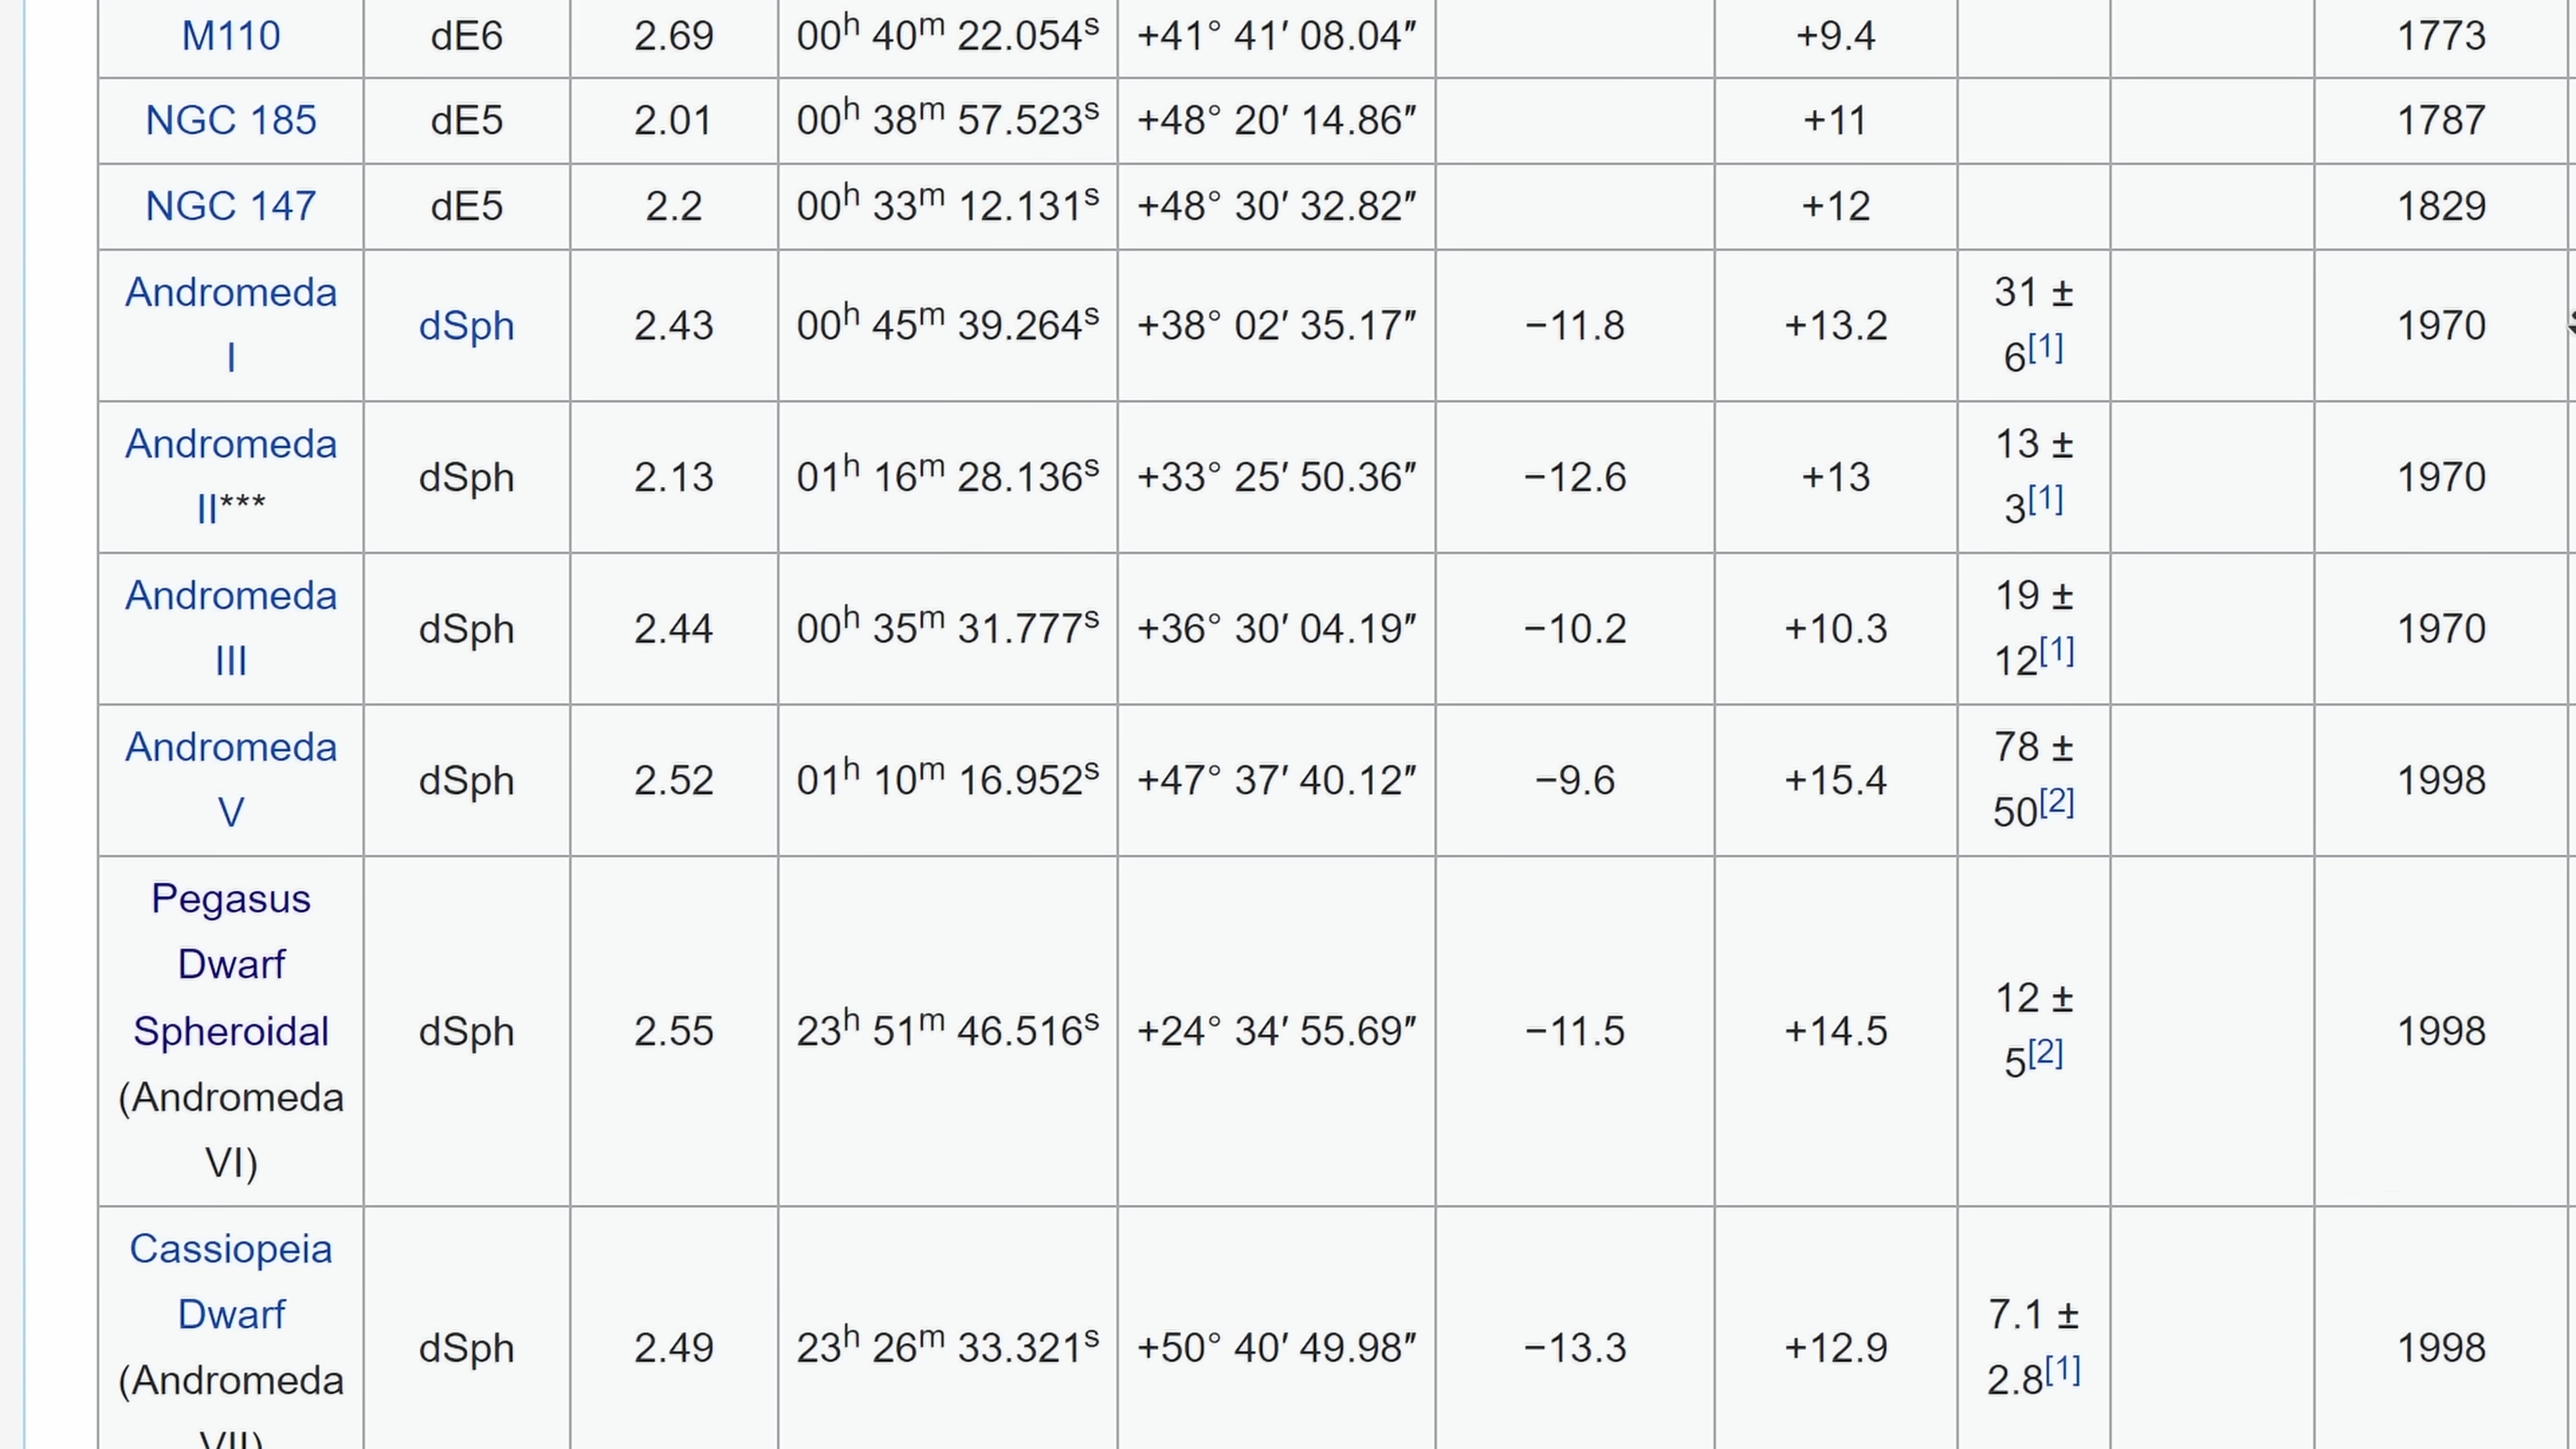 M110 dE6 2.69 00h 40m 22.054s +41° 41′ 08.04″ +9.4 1773
NGC 185 dE5 2.01 00h 38m 57.523s +48° 20′ 14.86″ +11 1787
NGC 147 dE5 2.2 00h 33m 12.131s +48° 30′ 32.82″ +12 1829
Andromeda
I
dSph 2.43 00h 45m 39.264s +38° 02′ 35.17″ −11.8 +13.2
31 ±
6[1]
1970
Andromeda
II***
dSph 2.13 01h 16m 28.136s +33° 25′ 50.36″ −12.6 +13
13 ±
3[1]
1970
Andromeda
III
dSph 2.44 00h 35m 31.777s +36° 30′ 04.19″ −10.2 +10.3
19 ±
12[1]
1970
Andromeda
V
dSph 2.52 01h 10m 16.952s +47° 37′ 40.12″ −9.6 +15.4
78 ±
50[2]
1998
Pegasus
Dwarf
Spheroidal
(Andromeda
VI)
dSph 2.55 23h 51m 46.516s +24° 34′ 55.69″ −11.5 +14.5
12 ±
5[2]
1998
Cassiopeia
Dwarf
(Andromeda
VII)
dSph 2.49 23h 26m 33.321s +50° 40′ 49.98″ −13.3 +12.9
7.1 ±
2.8[1]
1998